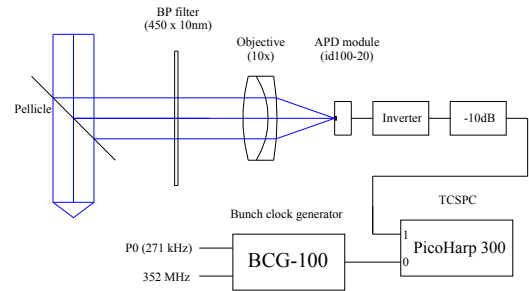 BP filter
(450 x 10nm)
Objective
(10x)
APD module
(id100-20)
Pellicle
Inverter
-10dB
TCSPC
Bunch clock generator
P0 (271 kHz)
352 MHz
BCG-100
1
0
PicoHarp 300